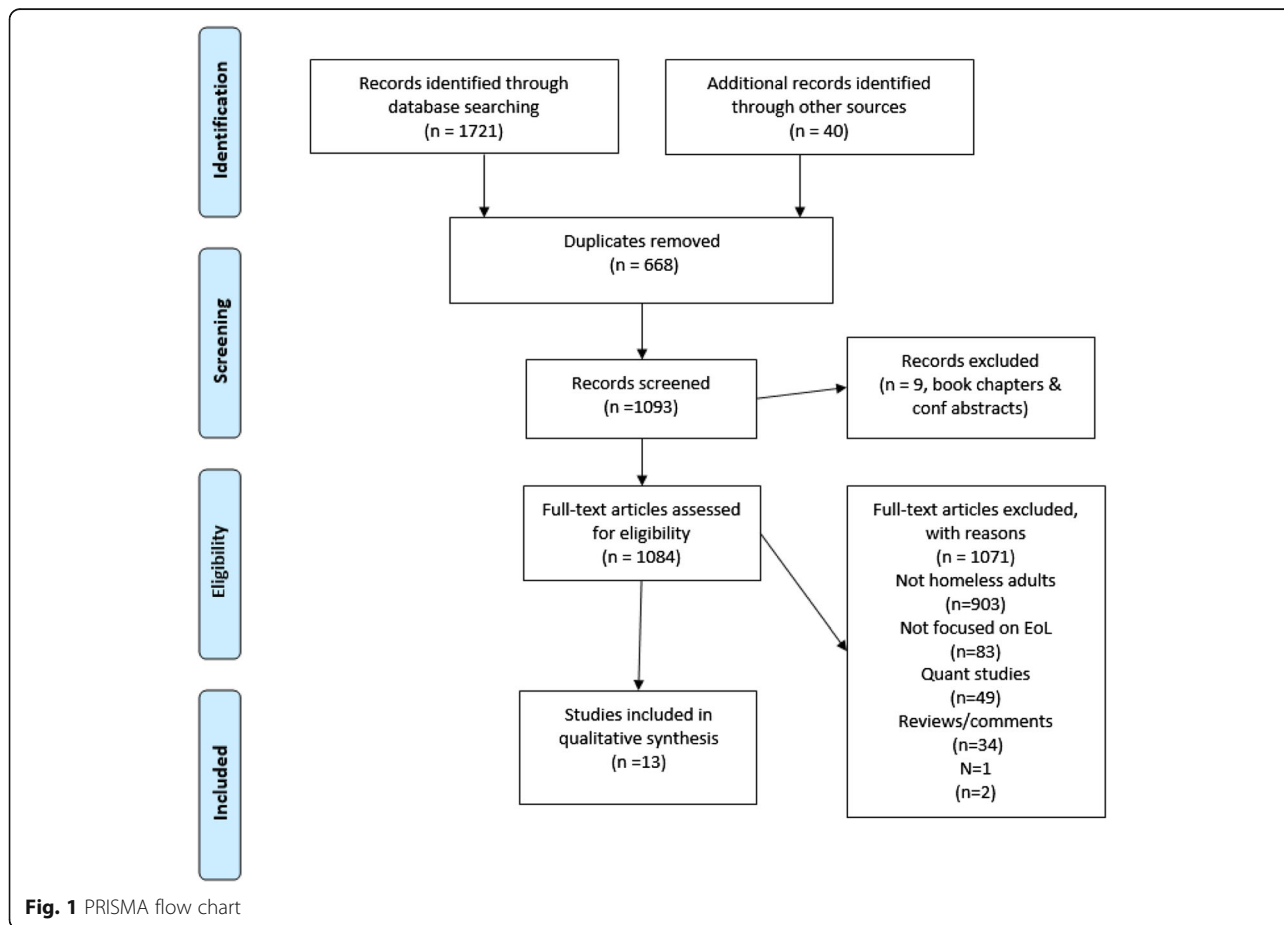 Identification
Records identified through
database searching
(n = 1721)
Additional records identified
through other sources
(n = 40)
Duplicates removed
(n = 668)
Screening
Records screened
(n =1093)
Records excluded
(n = 9, book chapters &
conf abstracts)
Eligibility
Full-text articles assessed
for eligibility
(n = 1084)
Full-text articles excluded,
with reasons
(n = 1071)
Not homeless adults
(n=903)
Not focused on EoL
(n=83)
Quant studies
(n=49)
Reviews/comments
(n=34)
N=1
(n=2)
Included
Studies included in
qualitative synthesis
(n =13)
Fig. 1 PRISMA flow chart